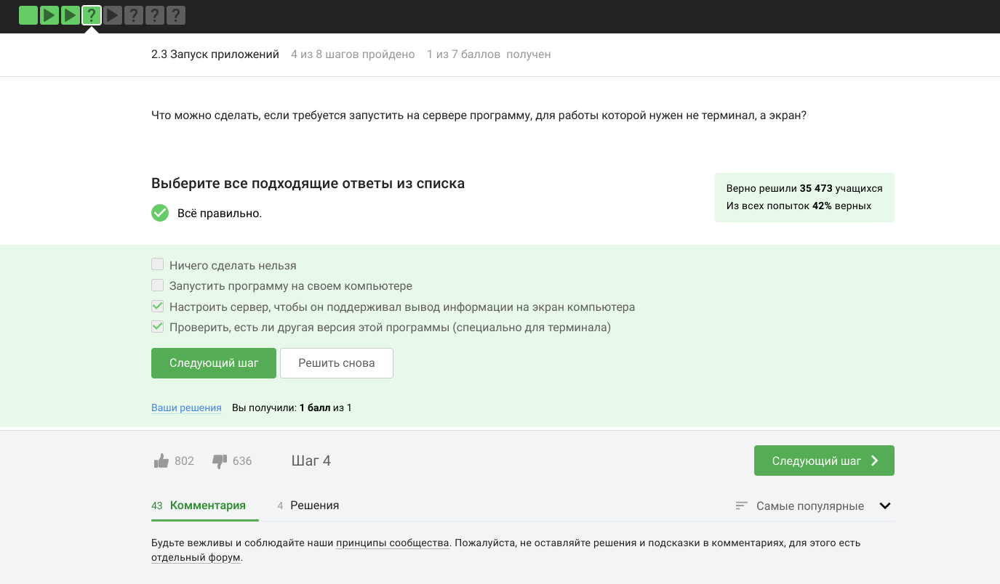 ? ? ? ?
2.3 Запуск приложений 4 из 8 шагов пройдено 1 из 7 баллов получен
Что можно сделать, если требуется запустить на сервере программу, для работы которой нужен не терминал, а экран?
Выберите все подходящие ответы из списка
Всё правильно.
Верно решили 35 473 учащихся
Из всех попыток 42% верных
Ничего сделать нельзя
Запустить программу на своем компьютере
Настроить сервер, чтобы он поддерживал вывод информации на экран компьютера
Проверить, есть ли другая версия этой программы (специально для терминала)
Следующий шаг Решить снова
Ваши решения Вы получили: 1 балл из 1
802 636 Шаг 4 Следующий шаг
43 Комментария 4 Решения Самые популярные
Будьте вежливы и соблюдайте наши принципы сообщества. Пожалуйста, не оставляйте решения и подсказки в комментариях, для этого есть
отдельный форум.